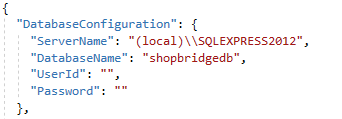 {
"DatabaseConfiguration": {
"ServerName": "(local)\\SQLEXPRESS2012",
"DatabaseName": "shopbridgedb",
"UserId": "",
"Password": ""
},